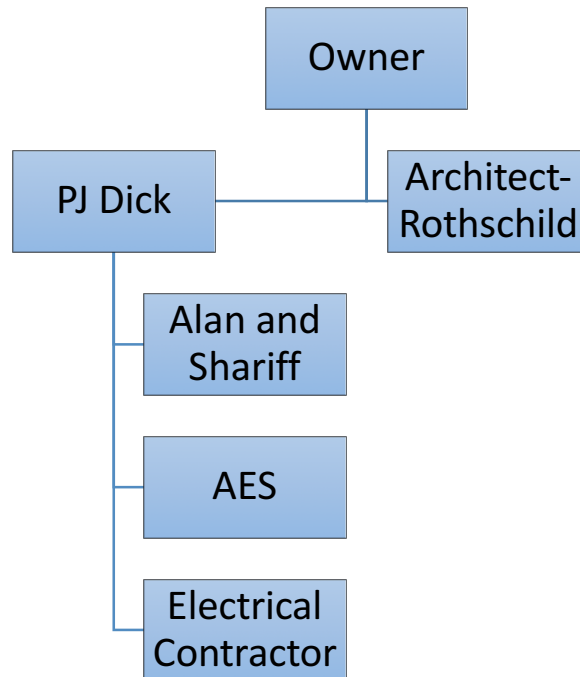 Owner
PJ Dick
Architect-
Rothschild
Alan and
Shariff
AES
Electrical
Contractor